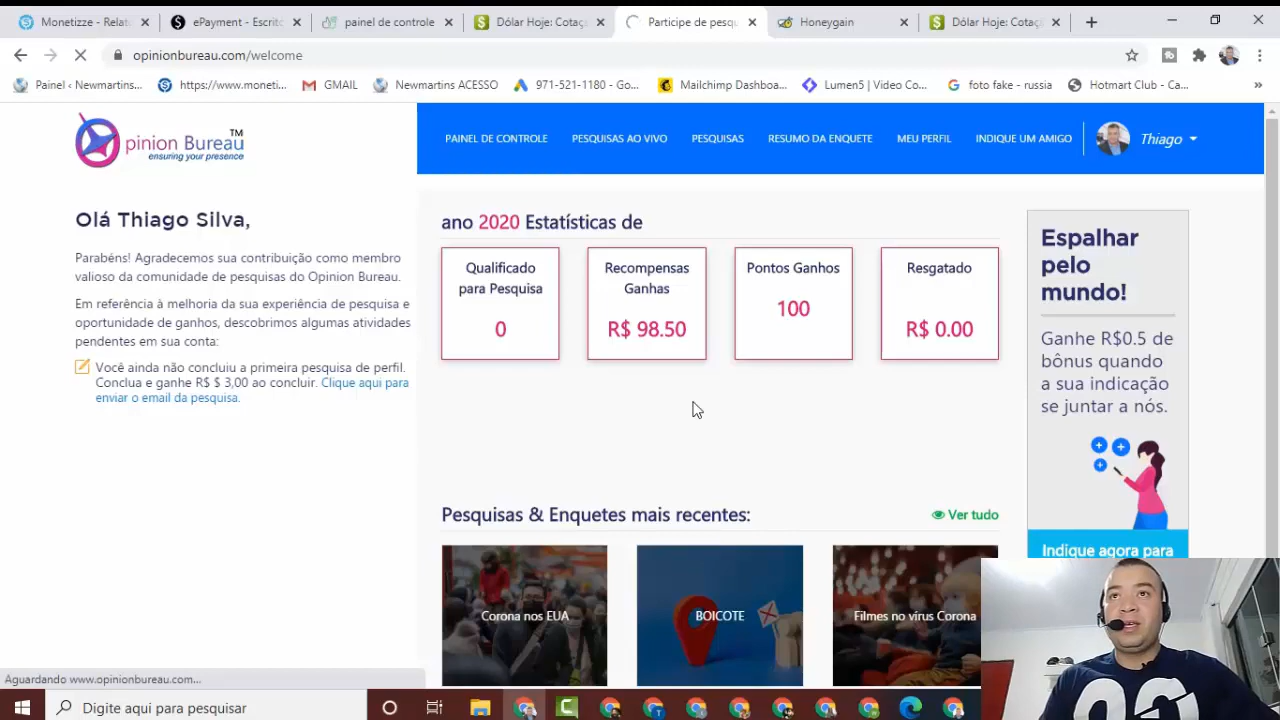 Monetizze - Relat
ePayment - Escrit
painel de controle
Dólar Hoje: Cotaç
Participe de pesqu
Honeygain
Dólar Hoje: Cotaç
opinionbureau.com/welcome
Painel ‹ Newmartins...
https://www.moneti...
GMAIL
Newmartins ACESSO
971-521-1180 - Go...
Mailchimp Dashboa...
Lumen5 | Video Co...
foto fake - russia
Hotmart Club - Ca...
»
pinion Bureau TM
ensuring your presence
PAINEL DE CONTROLE
PESQUISAS AO VIVO
PESQUISAS
RESUMO DA ENQUETE
MEU PERFIL
INDIQUE UM AMIGO
Thiago
Olá Thiago Silva,
Parabéns! Agradecemos sua contribuição como membro
valioso da comunidade de pesquisas do Opinion Bureau.
Em referência à melhoria da sua experiência de pesquisa e
oportunidade de ganhos, descobrimos algumas atividades
pendentes em sua conta:
Você ainda não concluiu a primeira pesquisa de perfil.
Conclua e ganhe R$ $ 3,00 ao concluir. Clique aqui para
enviar o email da pesquisa.
ano 2020 Estatísticas de
Qualificado
para Pesquisa
0
Recompensas
Ganhas
R$ 98.50
Pontos Ganhos
100
Resgatado
R$ 0.00
Pesquisas & Enquetes mais recentes:
Ver tudo
Corona nos EUA
BOICOTE
Filmes no vírus Corona
Espalhar
pelo
mundo!
Ganhe R$0.5 de
bônus quando
a sua indicação
se juntar a nós.
Indique agora para
Aguardando www.opinionbureau.com...
Digite aqui para pesquisar